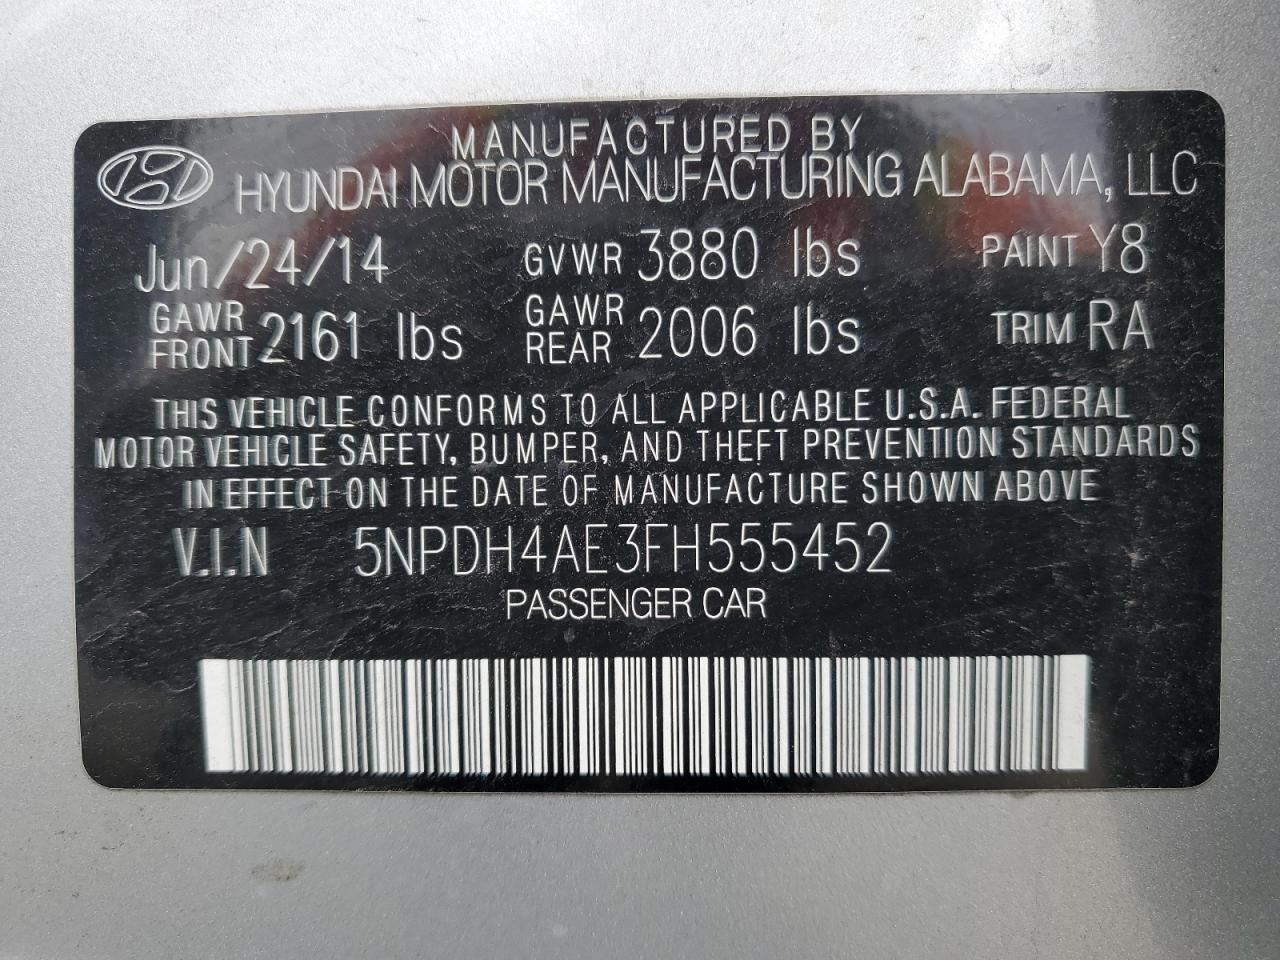 MANUFACTURED BY
HYUNDAI MOTOR MANUFACTURING ALABAMA, LLC
Jun/24/14 GVWR 3880 lbs PAINT Y8
GAWR FRONT 2161 lbs GAWR REAR 2006 lbs TRIM RA
THIS VEHICLE CONFORMS TO ALL APPLICABLE U.S.A. FEDERAL
MOTOR VEHICLE SAFETY, BUMPER, AND THEFT PREVENTION STANDARDS
IN EFFECT ON THE DATE OF MANUFACTURE SHOWN ABOVE
V.I.N 5NPDH4AE3FH555452
PASSENGER CAR